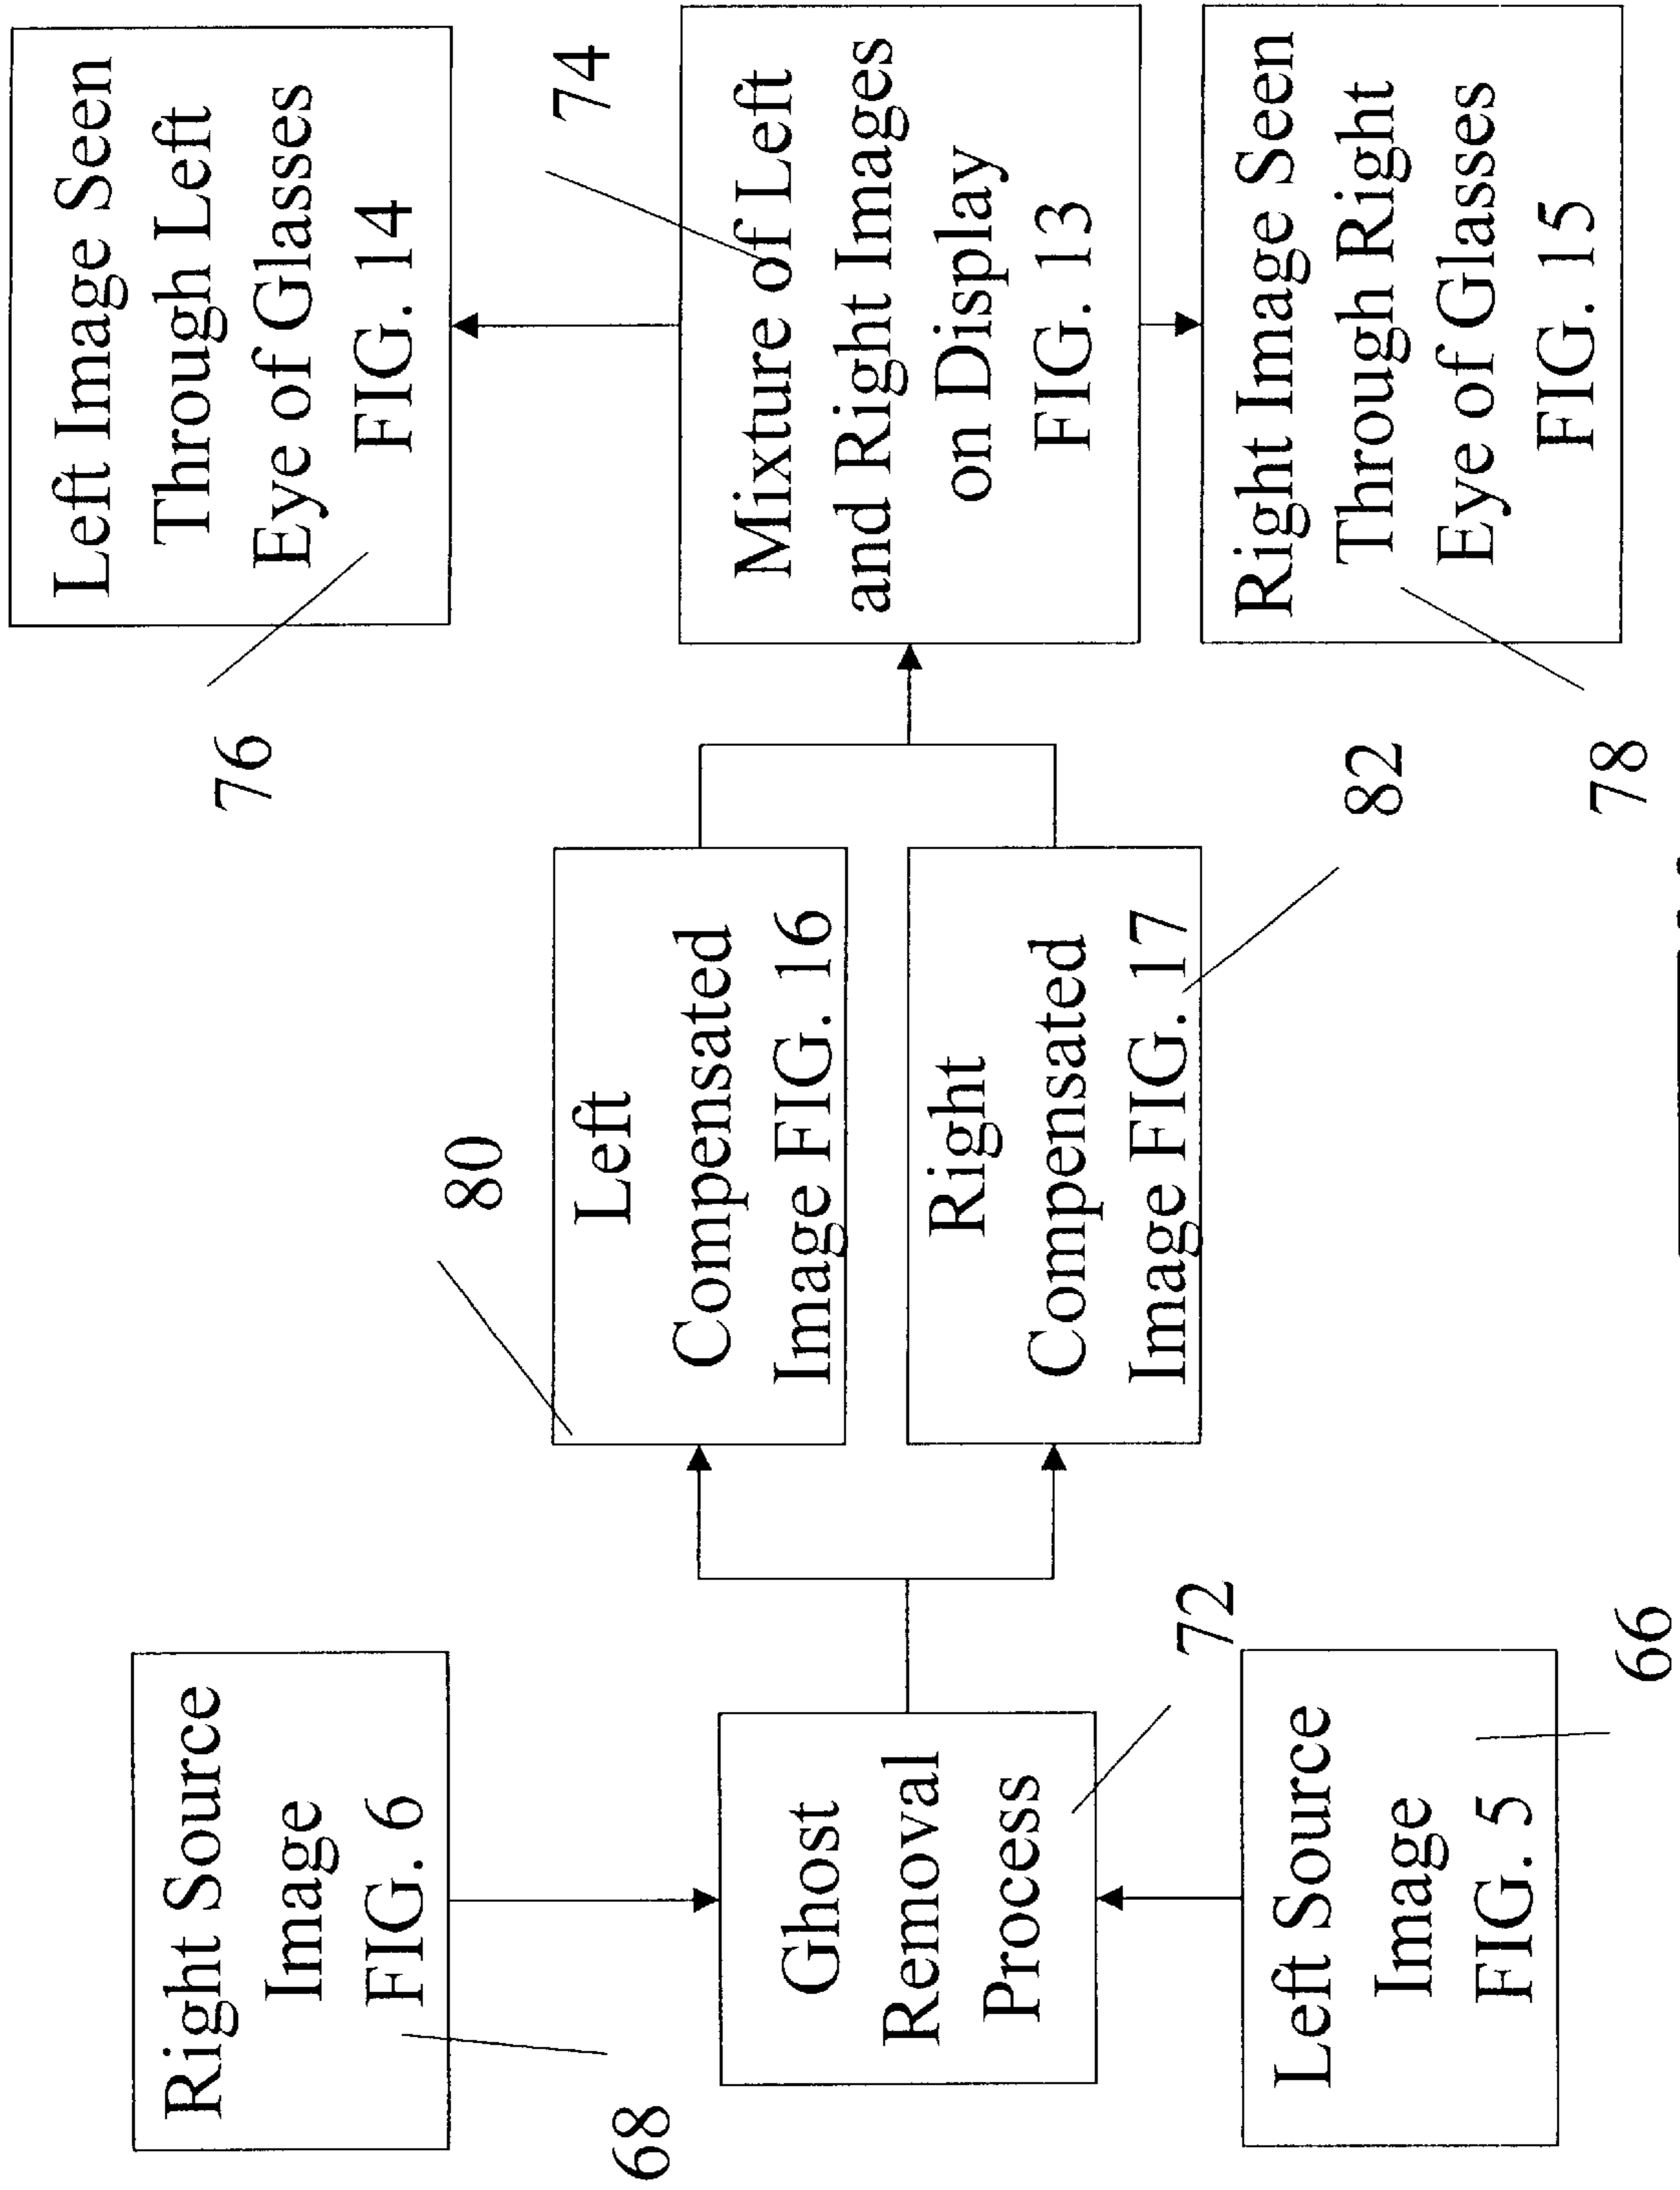 Right Source
Image
FIG. 6
68
Ghost
Removal
Process
72
Left Source
Image
FIG. 5
66
80
Left
Compensated
Image FIG. 16
Right
Compensated
Image FIG. 17
82
Left Image Seen
Through Left
Eye of Glasses
FIG. 14
76
74
Mixture of Left
and Right Images
on Display
FIG. 13
Right Image Seen
Through Right
Eye of Glasses
FIG. 15
78